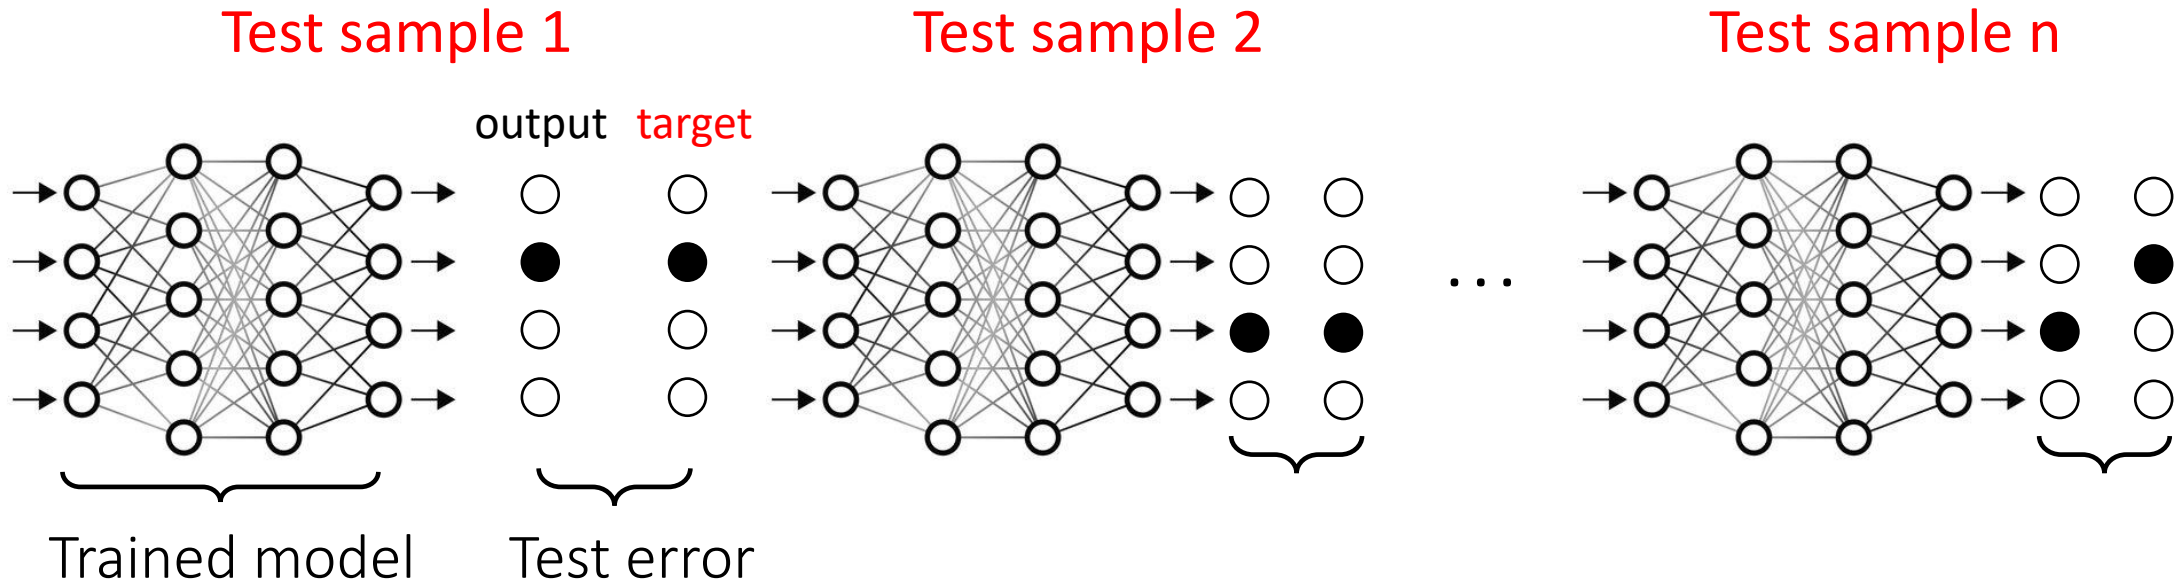 Test sample 1
Test sample 2
Test sample n
output
target
...
Trained model
Test error